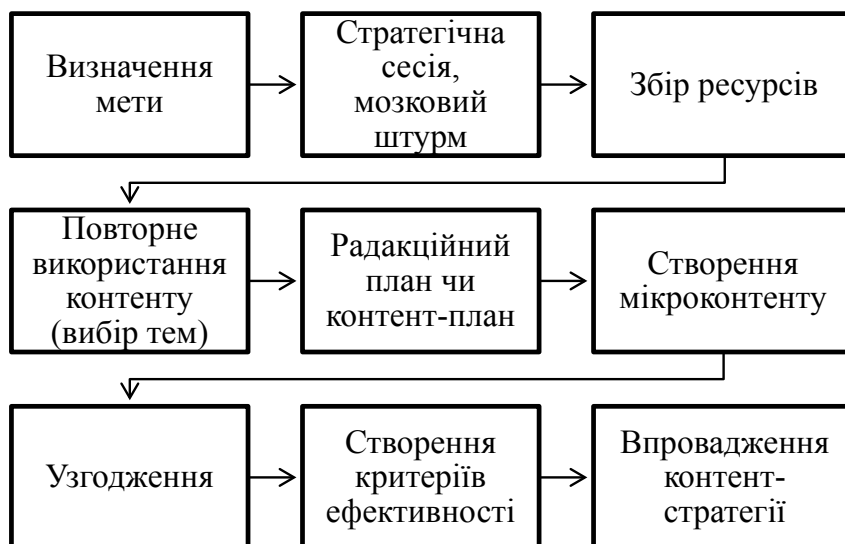 Визначення
мети
Стратегічна
сесія,
мозковий
штурм
Збір ресурсів
Повторне
використання
контенту
(вибір тем)
Радакційний
план чи
контент-план
Створення
мікроконтенту
Узгодження
Створення
критеріїв
ефективності
Впровадження
контент-
стратегії